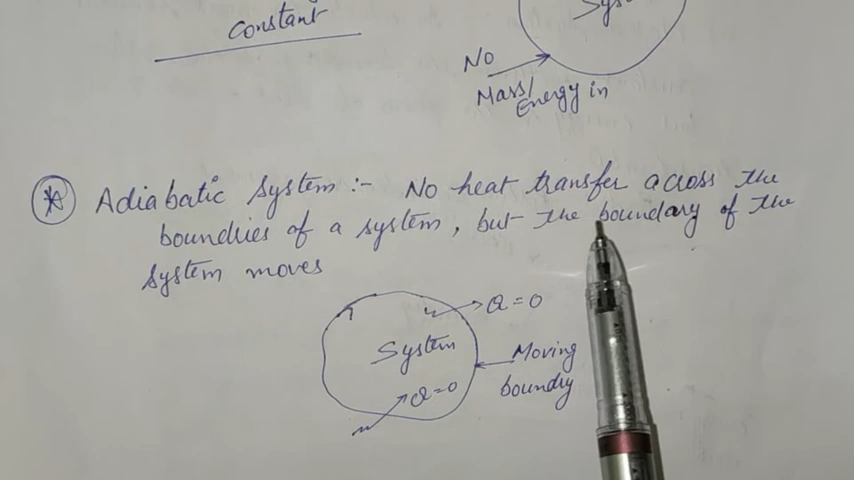 Constant
Sys
No
Mass/
Energy in
* Adiabatic System :- No heat transfer across the
boundries of a system, but the boundary of the
system moves
Q = 0
System
Moving
boundry
Q=0